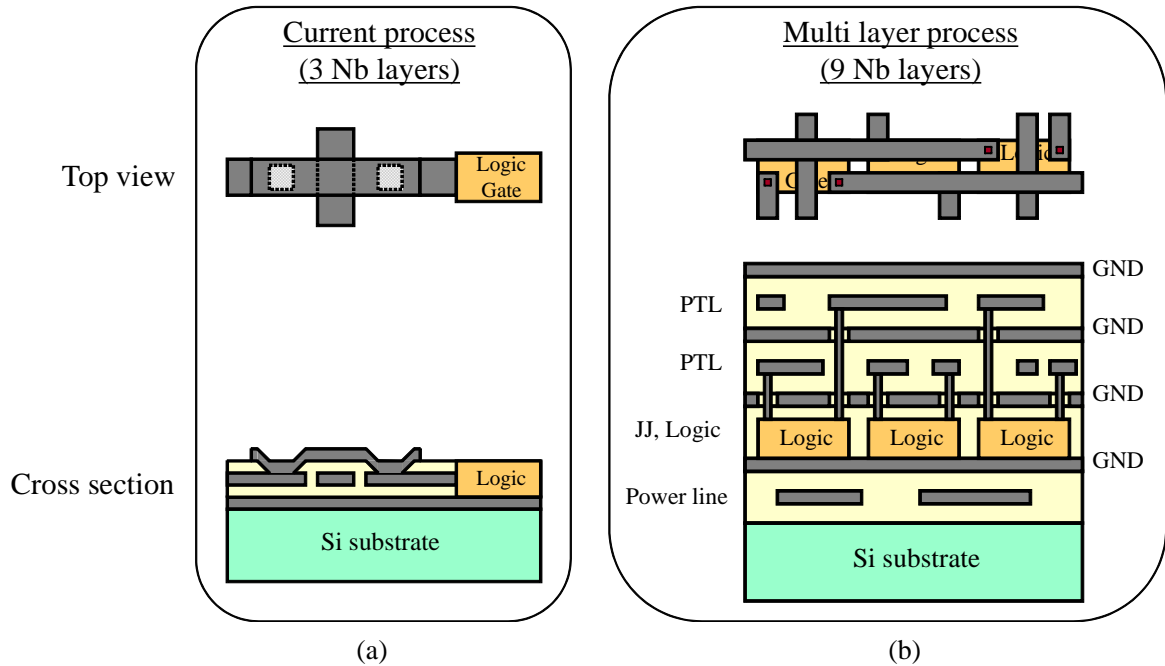 Current process
(3 Nb layers)
Multi layer process
(9 Nb layers)
Top view
Logic
Gate
GND
PTL
GND
PTL
GND
JJ, Logic
Logic
Logic
Logic
GND
Cross section
Logic
Power line
Si substrate
Si substrate
(a)
(b)